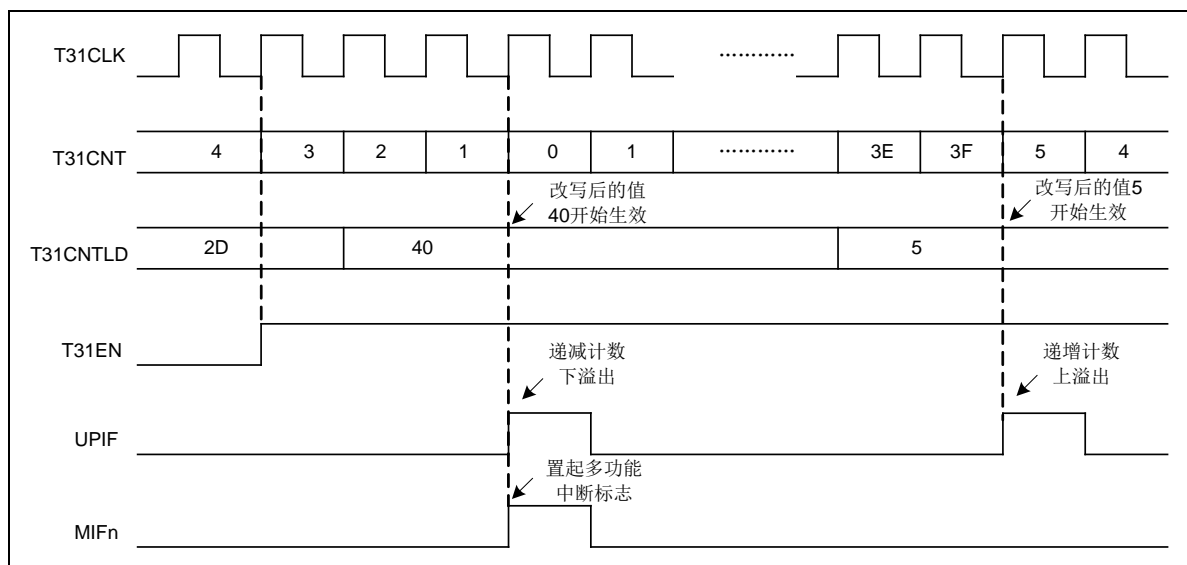 T31CLK
…………
T31CNT
4 3 2 1 0 1 ………… 3E 3F 5 4
改写后的值
40开始生效
改写后的值5
开始生效
T31CNTLD
2D 40 5
T31EN
递减计数
下溢出
递增计数
上溢出
UPIF
置起多功能
中断标志
MIFn